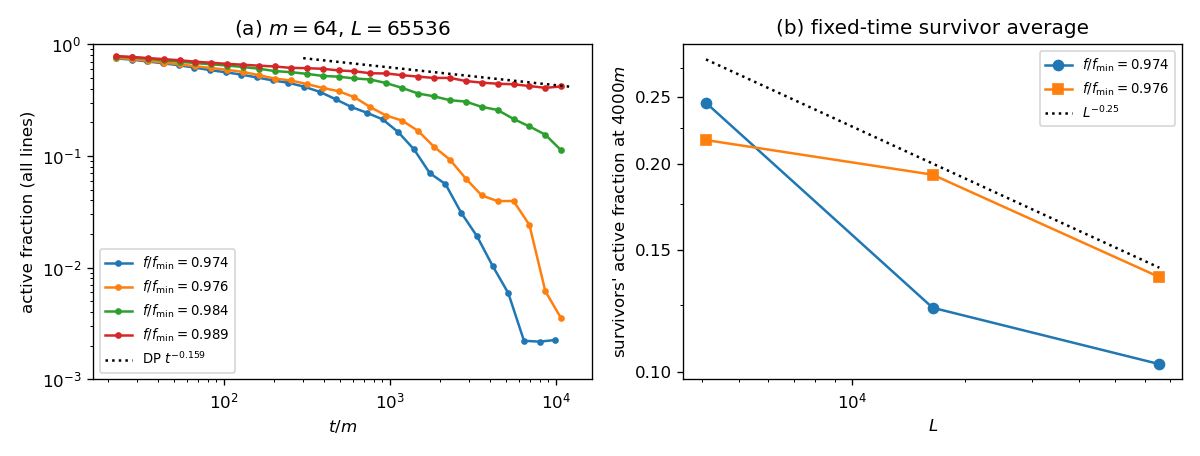 (a) m = 64, L = 65536
active fraction (all lines)
10⁰
10⁻¹
10⁻²
10⁻³
f/f_min = 0.974
f/f_min = 0.976
f/f_min = 0.984
f/f_min = 0.989
DP t^−0.159
10² 10³ 10⁴
t/m
(b) fixed-time survivor average
survivors' active fraction at 4000m
0.25
0.20
0.15
0.10
f/f_min = 0.974
f/f_min = 0.976
L^−0.25
10⁴
L